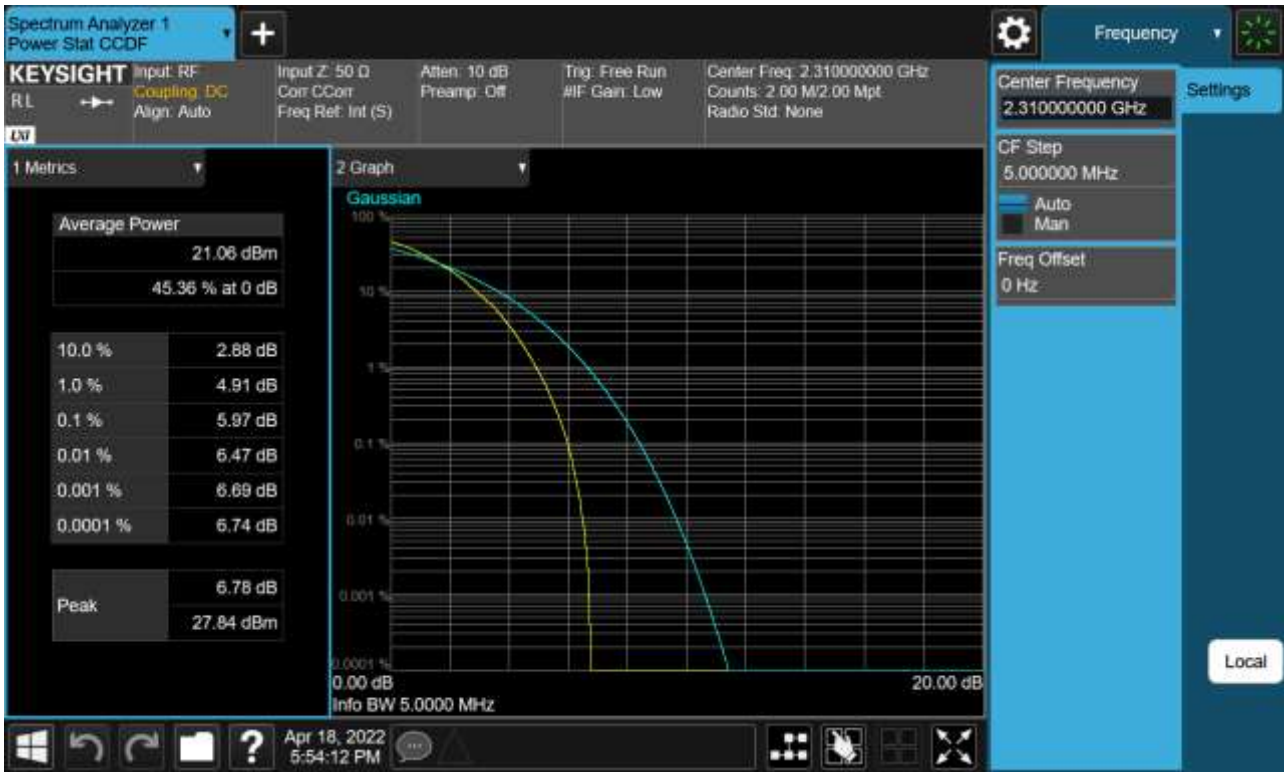 Spectrum Analyzer 1
Power Stat CCDF
+
Frequency
KEYSIGHT
RL
LXI
Input: RF
Coupling: DC
Align: Auto
Input Z: 50 Ω
Corr CCorr
Freq Ref: Int (S)
Atten: 10 dB
Preamp: Off
Trig: Free Run
#IF Gain: Low
Center Freq: 2.310000000 GHz
Counts: 2.00 M/2.00 Mpt
Radio Std: None
Center Frequency
2.310000000 GHz
Settings
CF Step
5.000000 MHz
Auto
Man
Freq Offset
0 Hz
Local
1 Metrics
Average Power
21.06 dBm
45.36 % at 0 dB
10.0 % 2.88 dB
1.0 % 4.91 dB
0.1 % 5.97 dB
0.01 % 6.47 dB
0.001 % 6.69 dB
0.0001 % 6.74 dB
Peak
6.78 dB
27.84 dBm
2 Graph
Gaussian
100 %
10 %
1 %
0.1 %
0.01 %
0.001 %
0.0001 %
0.00 dB 20.00 dB
Info BW 5.0000 MHz
?
Apr 18, 2022
5:54:12 PM